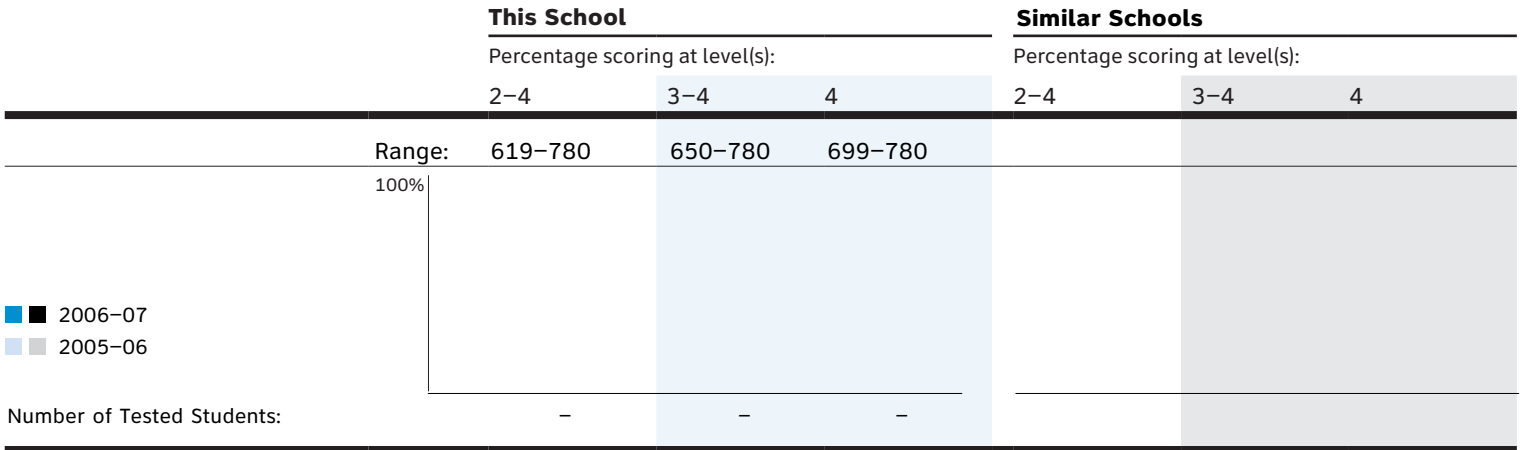 This School Similar Schools
Percentage scoring at level(s): Percentage scoring at level(s):
2–4 3–4 4 2–4 3–4 4
Range: 619–780 650–780 699–780
100%
2006–07
2005–06
Number of Tested Students: – – –